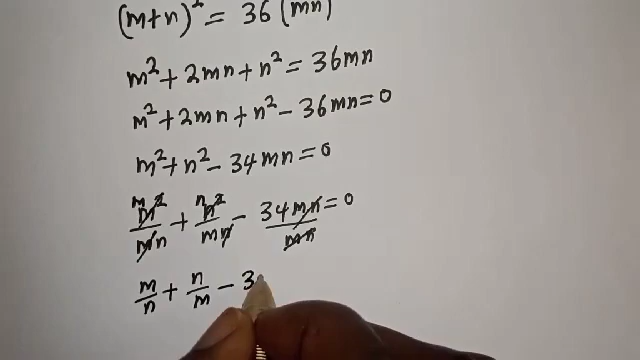 (m+n)² = 36 (mn)
m² + 2mn + n² = 36mn
m² + 2mn + n² - 36mn = 0
m² + n² - 34mn = 0
m²/mn + n²/mn - 34mn/mn = 0
m/n + n/m - 3